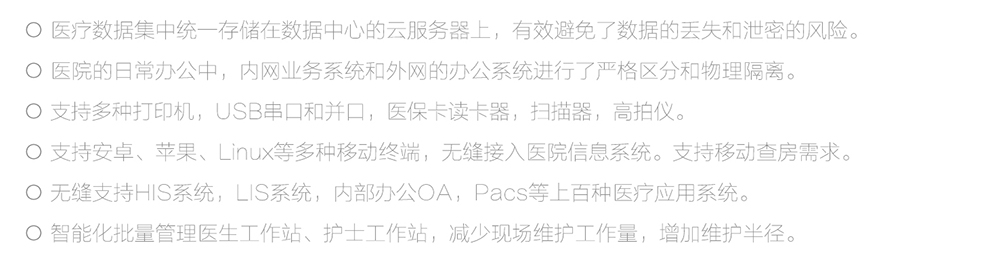 ○ 医疗数据集中统一存储在数据中心的云服务器上，有效避免了数据的丢失和泄密的风险。
○ 医院的日常办公中，内网业务系统和外网的办公系统进行了严格区分和物理隔离。
○ 支持多种打印机，USB串口和并口，医保卡读卡器，扫描器，高拍仪。
○ 支持安卓、苹果、Linux等多种移动终端，无缝接入医院信息系统。支持移动查房需求。
○ 无缝支持HIS系统，LIS系统，内部办公OA，Pacs等上百种医疗应用系统。
○ 智能化批量管理医生工作站、护士工作站，减少现场维护工作量，增加维护半径。